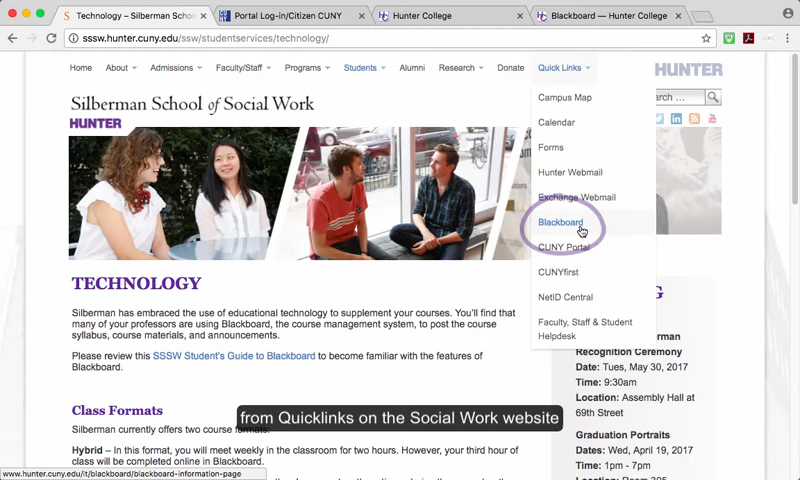 Technology – Silberman Schoo
Portal Log-in/Citizen CUNY
Hunter College
Blackboard — Hunter College
sssw.hunter.cuny.edu/ssw/studentservices/technology/
Home About Admissions Faculty/Staff Programs Students Alumni Research Donate Quick Links
HUNTER
Silberman School of Social Work
HUNTER
arch ...
Campus Map
Calendar
Forms
Hunter Webmail
Exchange Webmail
Blackboard
CUNY Portal
CUNYfirst
NetID Central
Faculty, Staff & Student
Helpdesk
TECHNOLOGY
Silberman has embraced the use of educational technology to supplement your courses. You'll find that
many of your professors are using Blackboard, the course management system, to post the course
syllabus, course materials, and announcements.
Please review this SSSW Student's Guide to Blackboard to become familiar with the features of
Blackboard.
Class Formats
Silberman currently offers two course formats:
Hybrid – In this format, you will meet weekly in the classroom for two hours. However, your third hour of
class will be completed online in Blackboard.
G
erman
Recognition Ceremony
Date: Tues, May 30, 2017
Time: 9:30am
Location: Assembly Hall at
69th Street
Graduation Portraits
Dates: Wed, April 19, 2017
Time: 1pm - 7pm
Location: Room 305
from Quicklinks on the Social Work website
www.hunter.cuny.edu/it/blackboard/blackboard-information-page